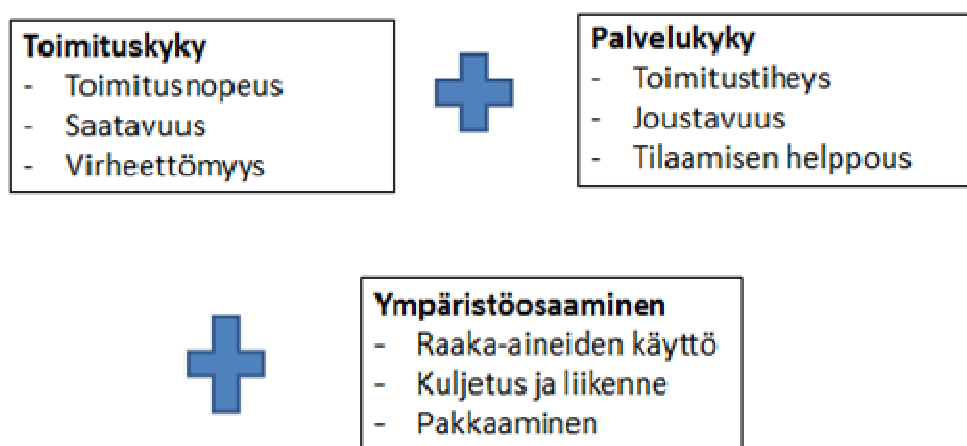 Toimituskyky
- Toimitusnopeus
- Saatavuus
- Virheettömyys
Palvelukyky
- Toimitustiheys
- Joustavuus
- Tilaamisen helppous
Ympäristöosaaminen
- Raaka-aineiden käyttö
- Kuljetus ja liikenne
- Pakkaaminen